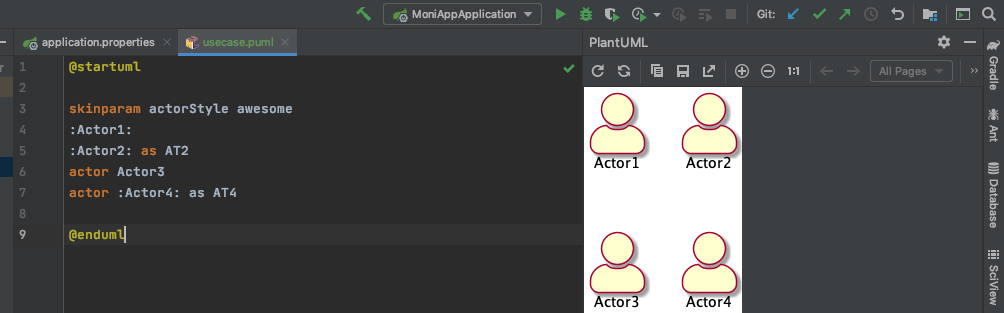 MoniAppApplication
Git:
application.properties
usecase.puml
PlantUML
1 @startuml
2
3 skinparam actorStyle awesome
4 :Actor1:
5 :Actor2: as AT2
6 actor Actor3
7 actor :Actor4: as AT4
8
9 @enduml
1:1
All Pages
»
Actor1
Actor2
Actor3
Actor4
Gradle
Ant
Database
SciView